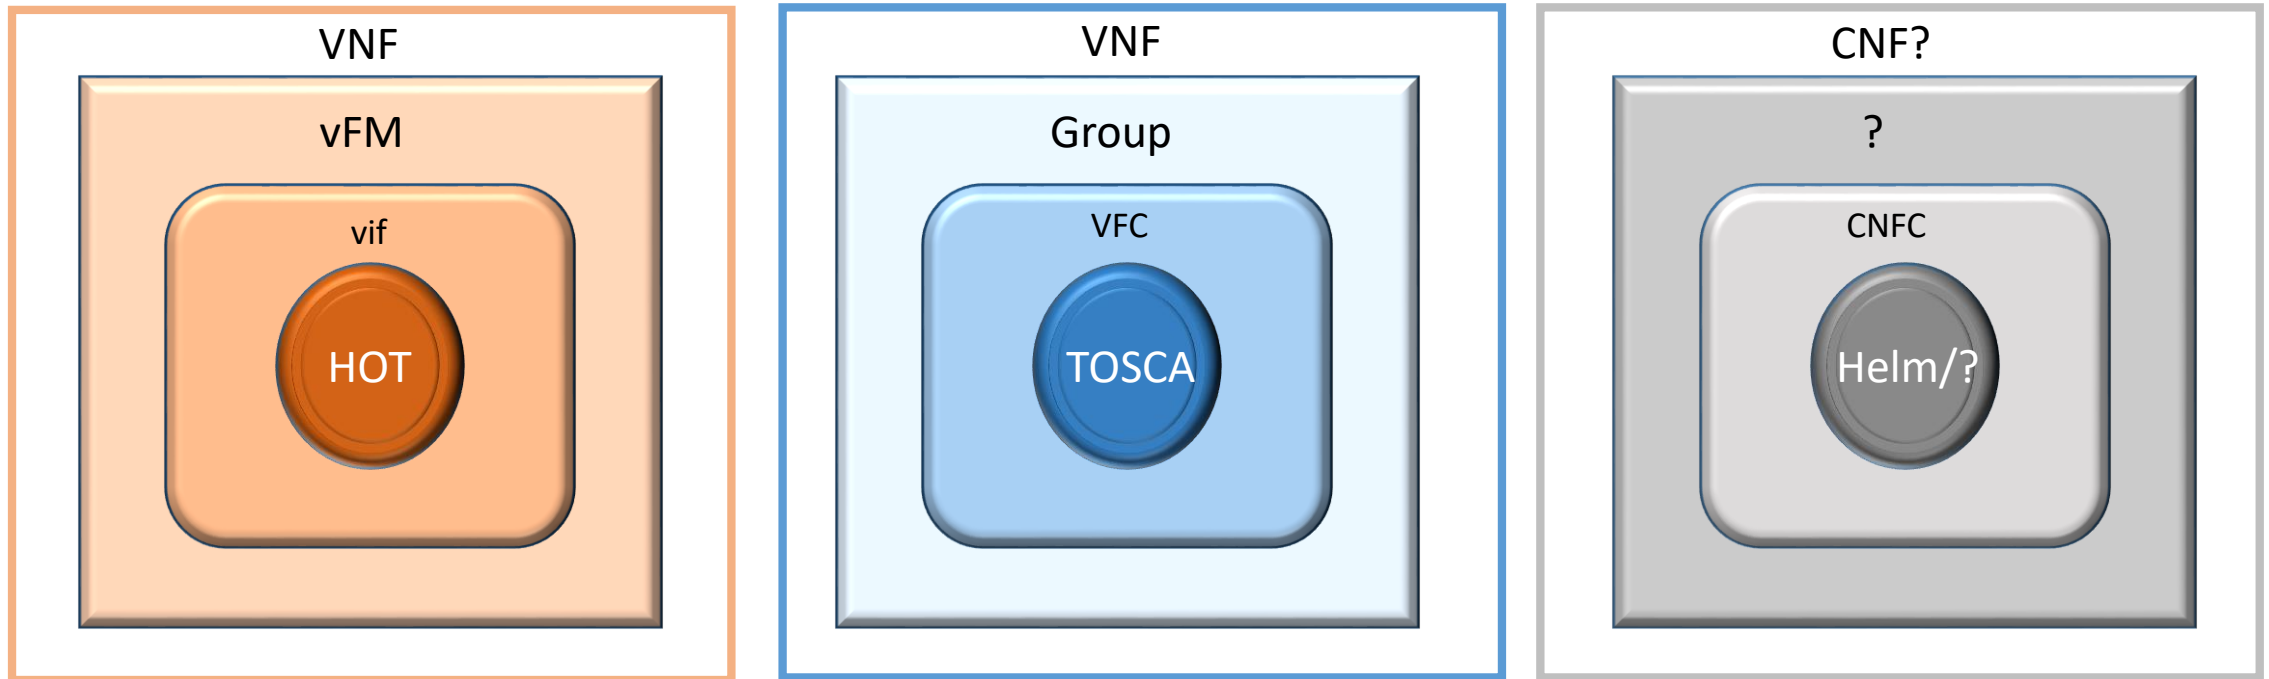 VNF
vFM
vif
HOT
VNF
Group
VFC
TOSCA
CNF?
?
CNFC
Helm/?